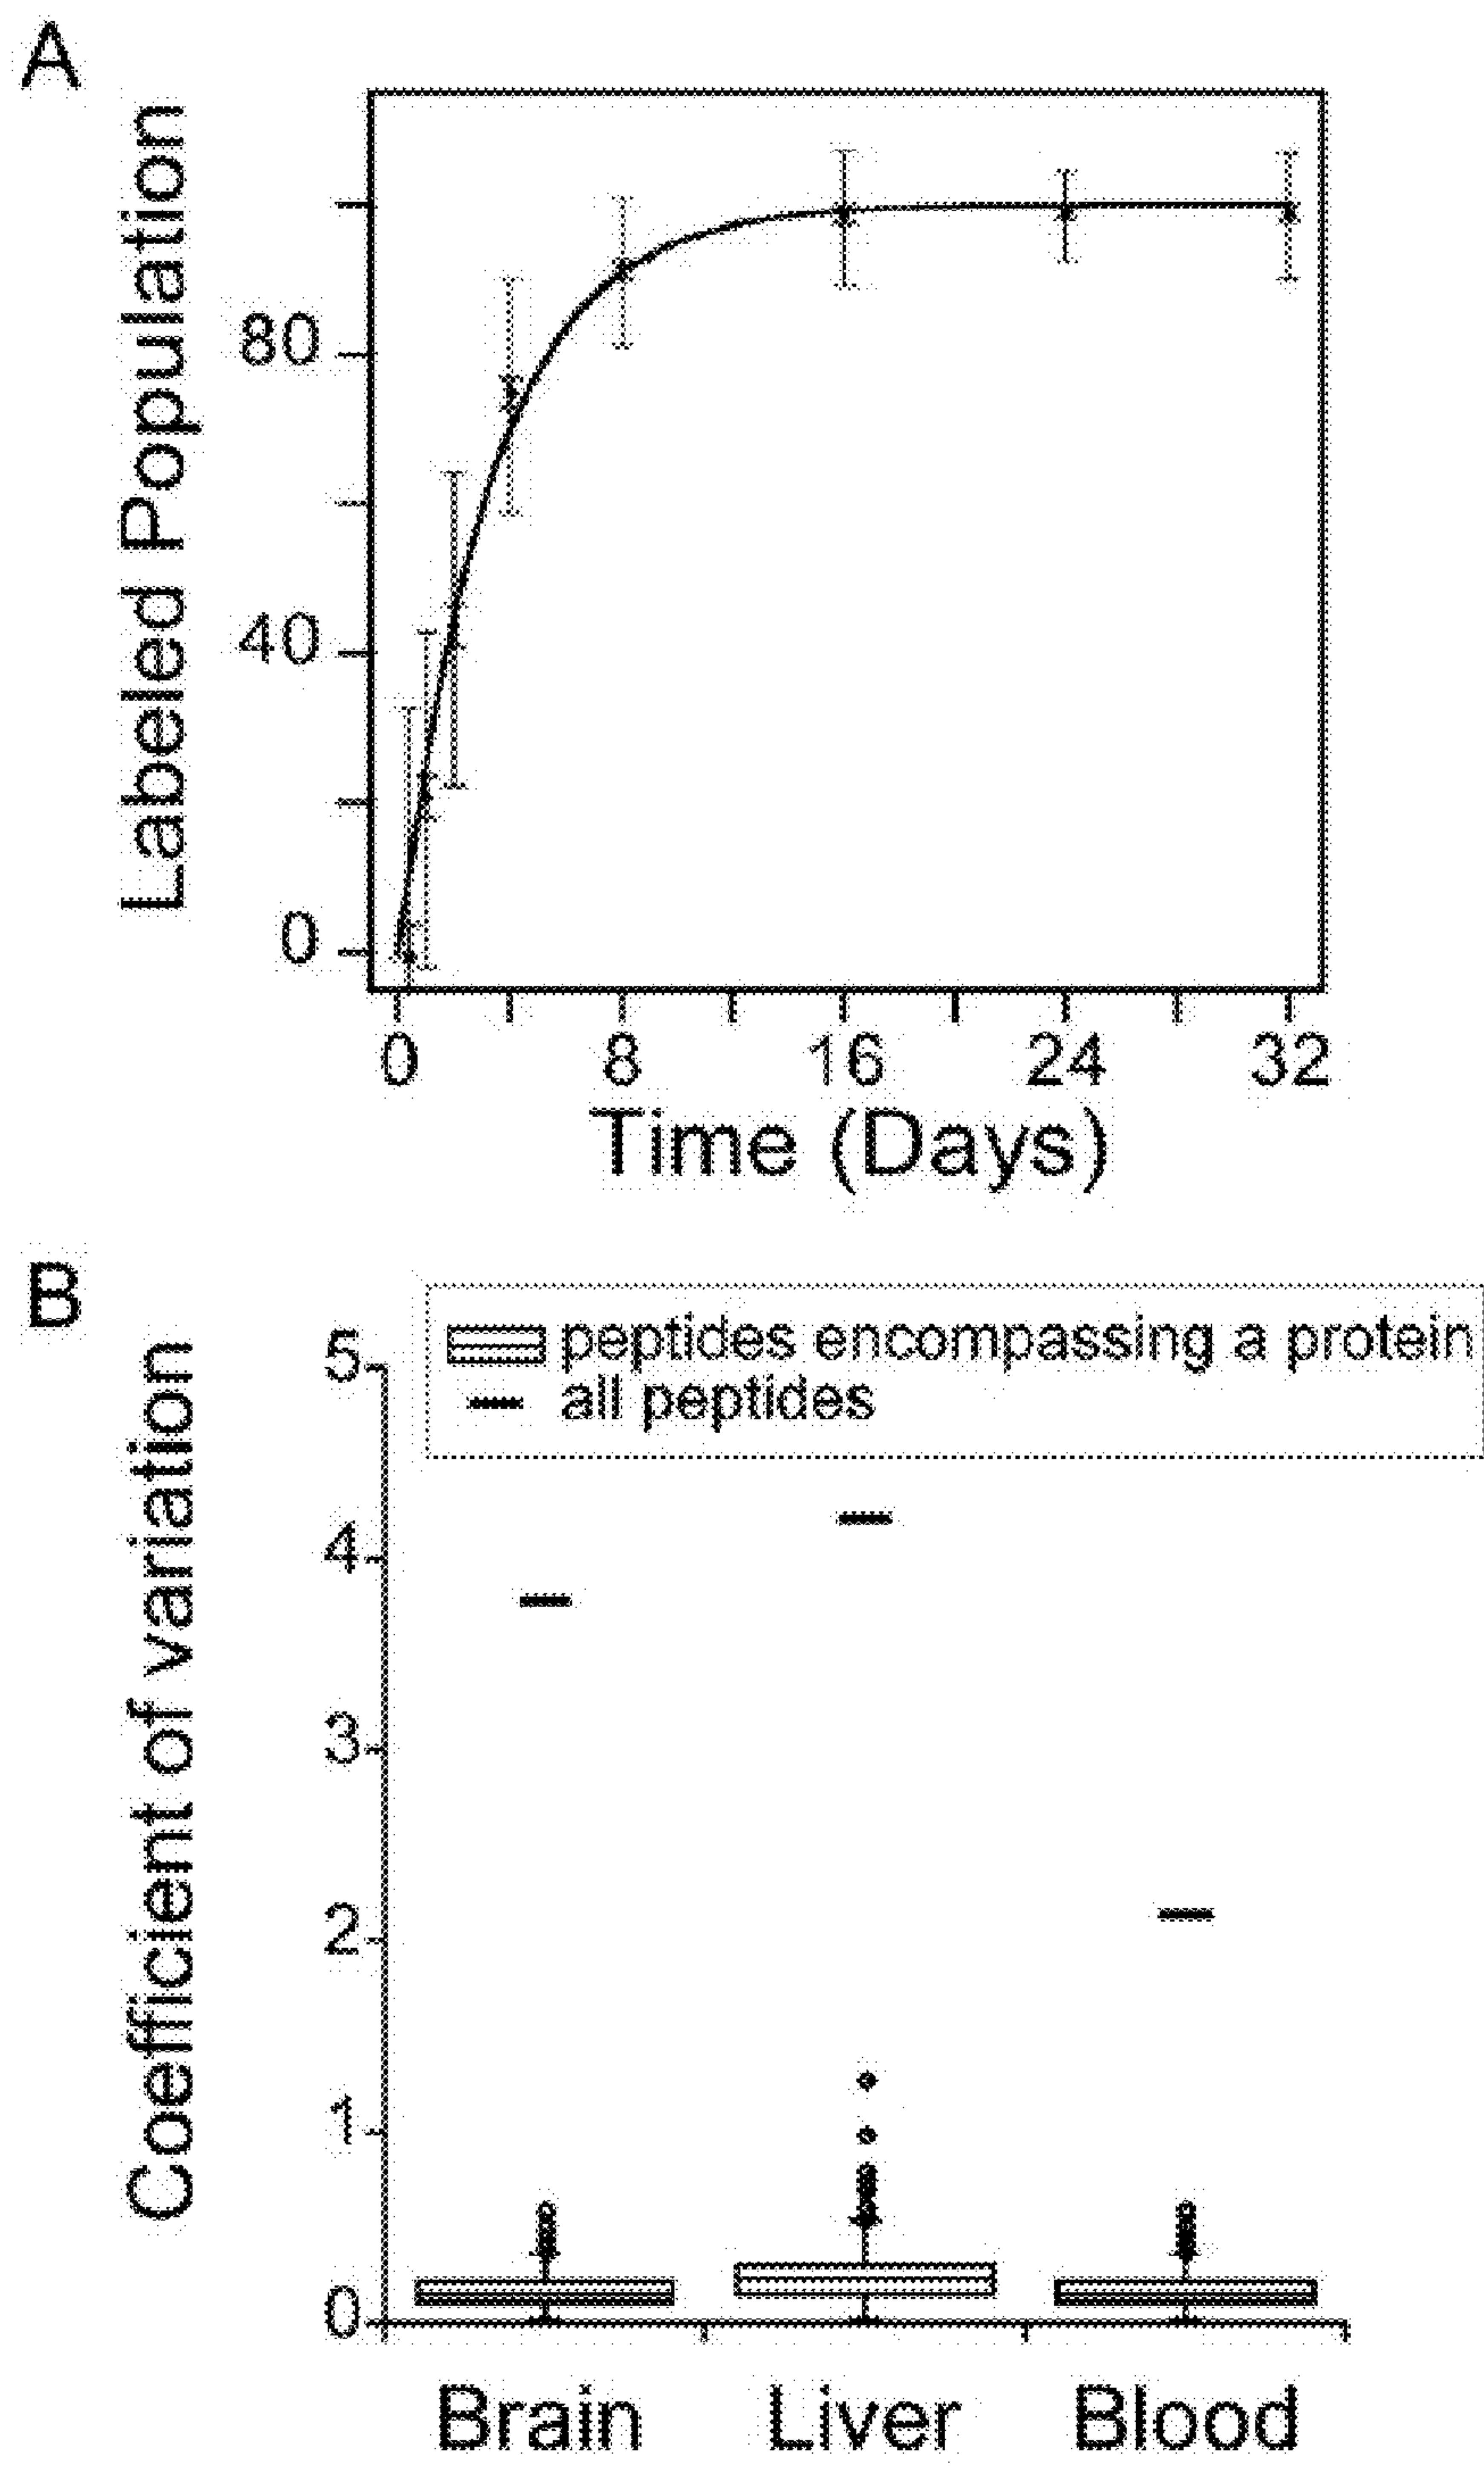 A
Labeled Population
80
40
0
0 8 16 24 32
Time (Days)
B
Coefficient of variation
peptides encompassing a protein
all peptides
5
4
3
2
1
0
Brain Liver Blood